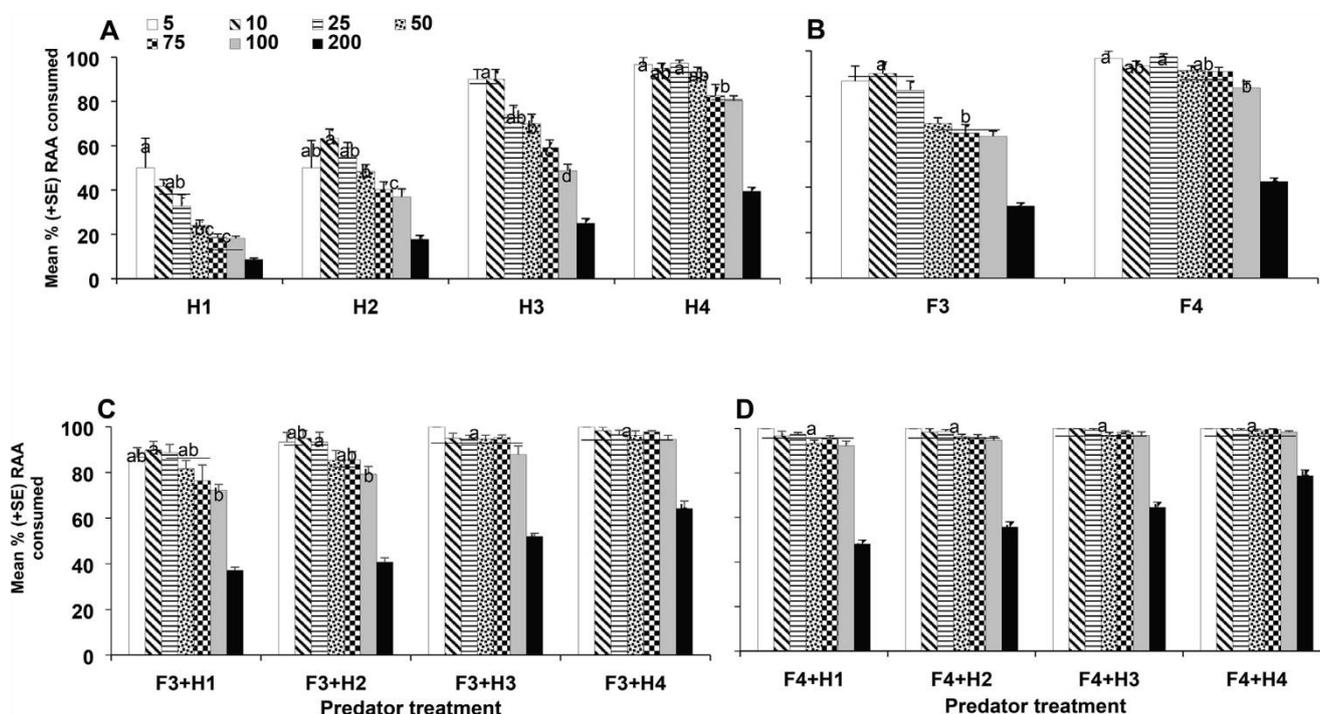 A
5 10 25 50
75 100 200
Mean % (+SE) RAA consumed
100
80
60
40
20
0
a ab bc c
ab a ab b c
a a ab b d
a ab a ab b
H1 H2 H3 H4
B
a b
a ab a ab b
F3 F4
C
Mean % (+SE) RAA
consumed
100
80
60
40
20
0
ab a ab b
ab a ab b
a
a
F3+H1 F3+H2 F3+H3 F3+H4
Predator treatment
D
a a a a
F4+H1 F4+H2 F4+H3 F4+H4
Predator treatment